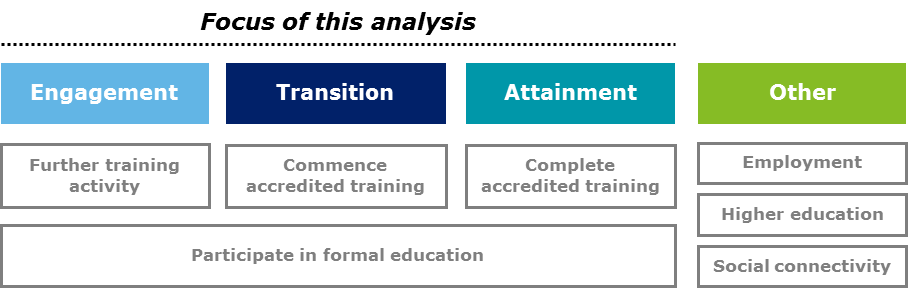 Focus of this analysis
Engagement
Transition
Attainment
Other
Further training
activity
Commence
accredited training
Complete
accredited training
Employment
Higher education
Participate in formal education
Social connectivity